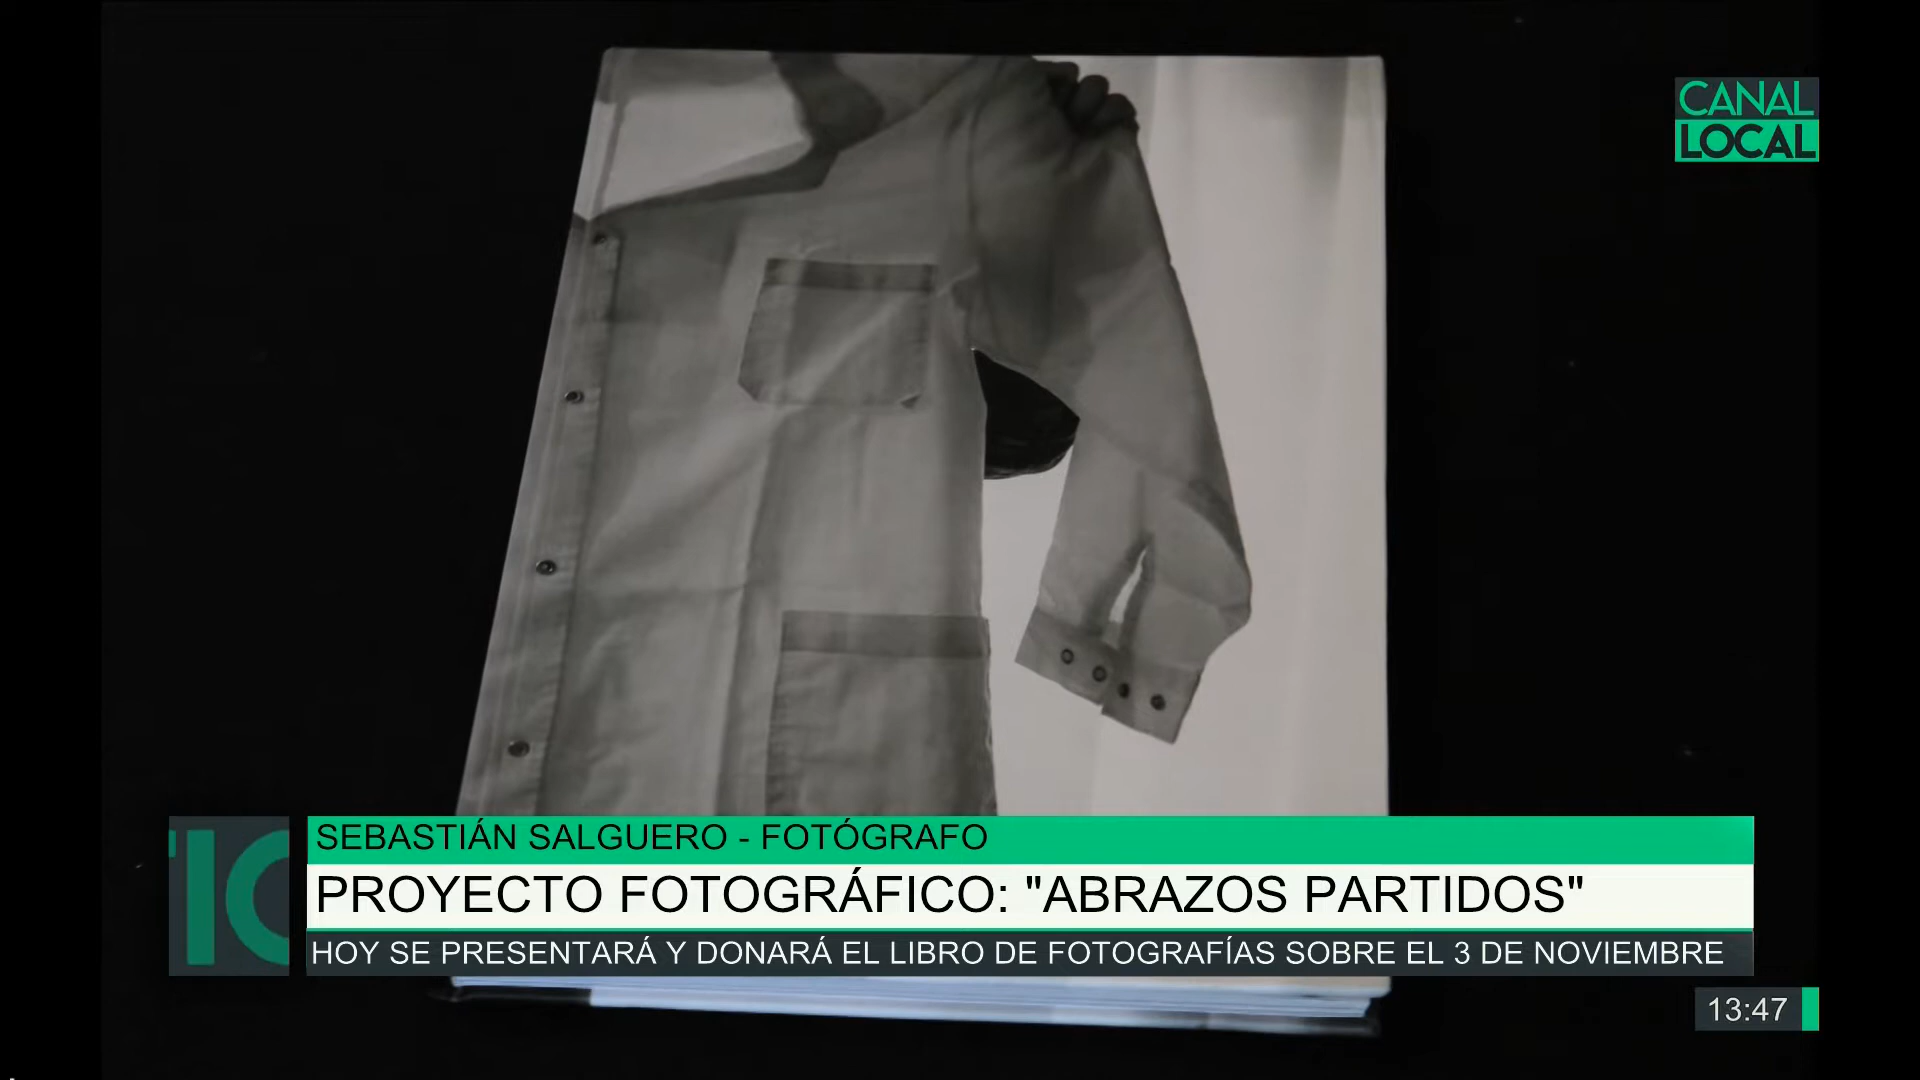 CANAL
LOCAL
SEBASTIÁN SALGUERO - FOTÓGRAFO
PROYECTO FOTOGRÁFICO: "ABRAZOS PARTIDOS"
HOY SE PRESENTARÁ Y DONARÁ EL LIBRO DE FOTOGRAFÍAS SOBRE EL 3 DE NOVIEMBRE
13:47